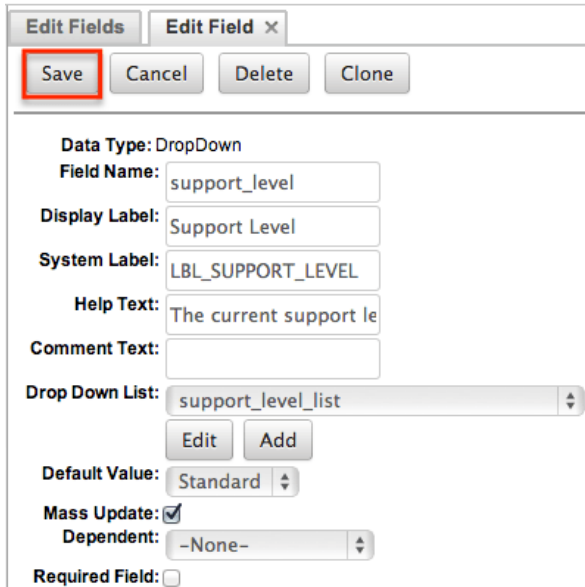 Edit Fields Edit Field ×
Save Cancel Delete Clone
Data Type: DropDown
Field Name: support_level
Display Label: Support Level
System Label: LBL_SUPPORT_LEVEL
Help Text: The current support le
Comment Text:
Drop Down List: support_level_list
Edit Add
Default Value: Standard
Mass Update:
Dependent: -None-
Required Field: